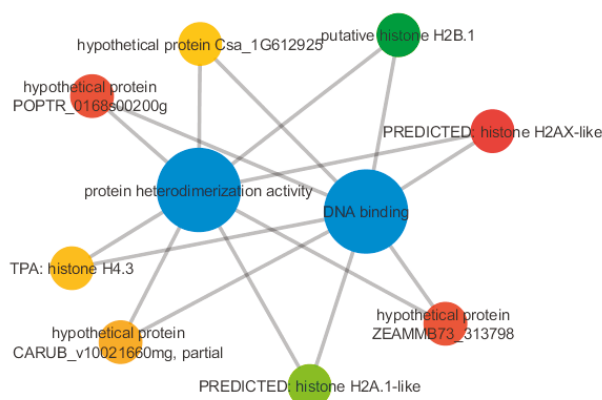 putative histone H2B.1
hypothetical protein Csa_1G612925
hypothetical protein
POPTR_0168s00200g
PREDICTED: histone H2AX-like
protein heterodimerization activity
DNA binding
TPA: histone H4.3
hypothetical protein
ZEAMMB73_313798
hypothetical protein
CARUB_v10021660mg, partial
PREDICTED: histone H2A.1-like